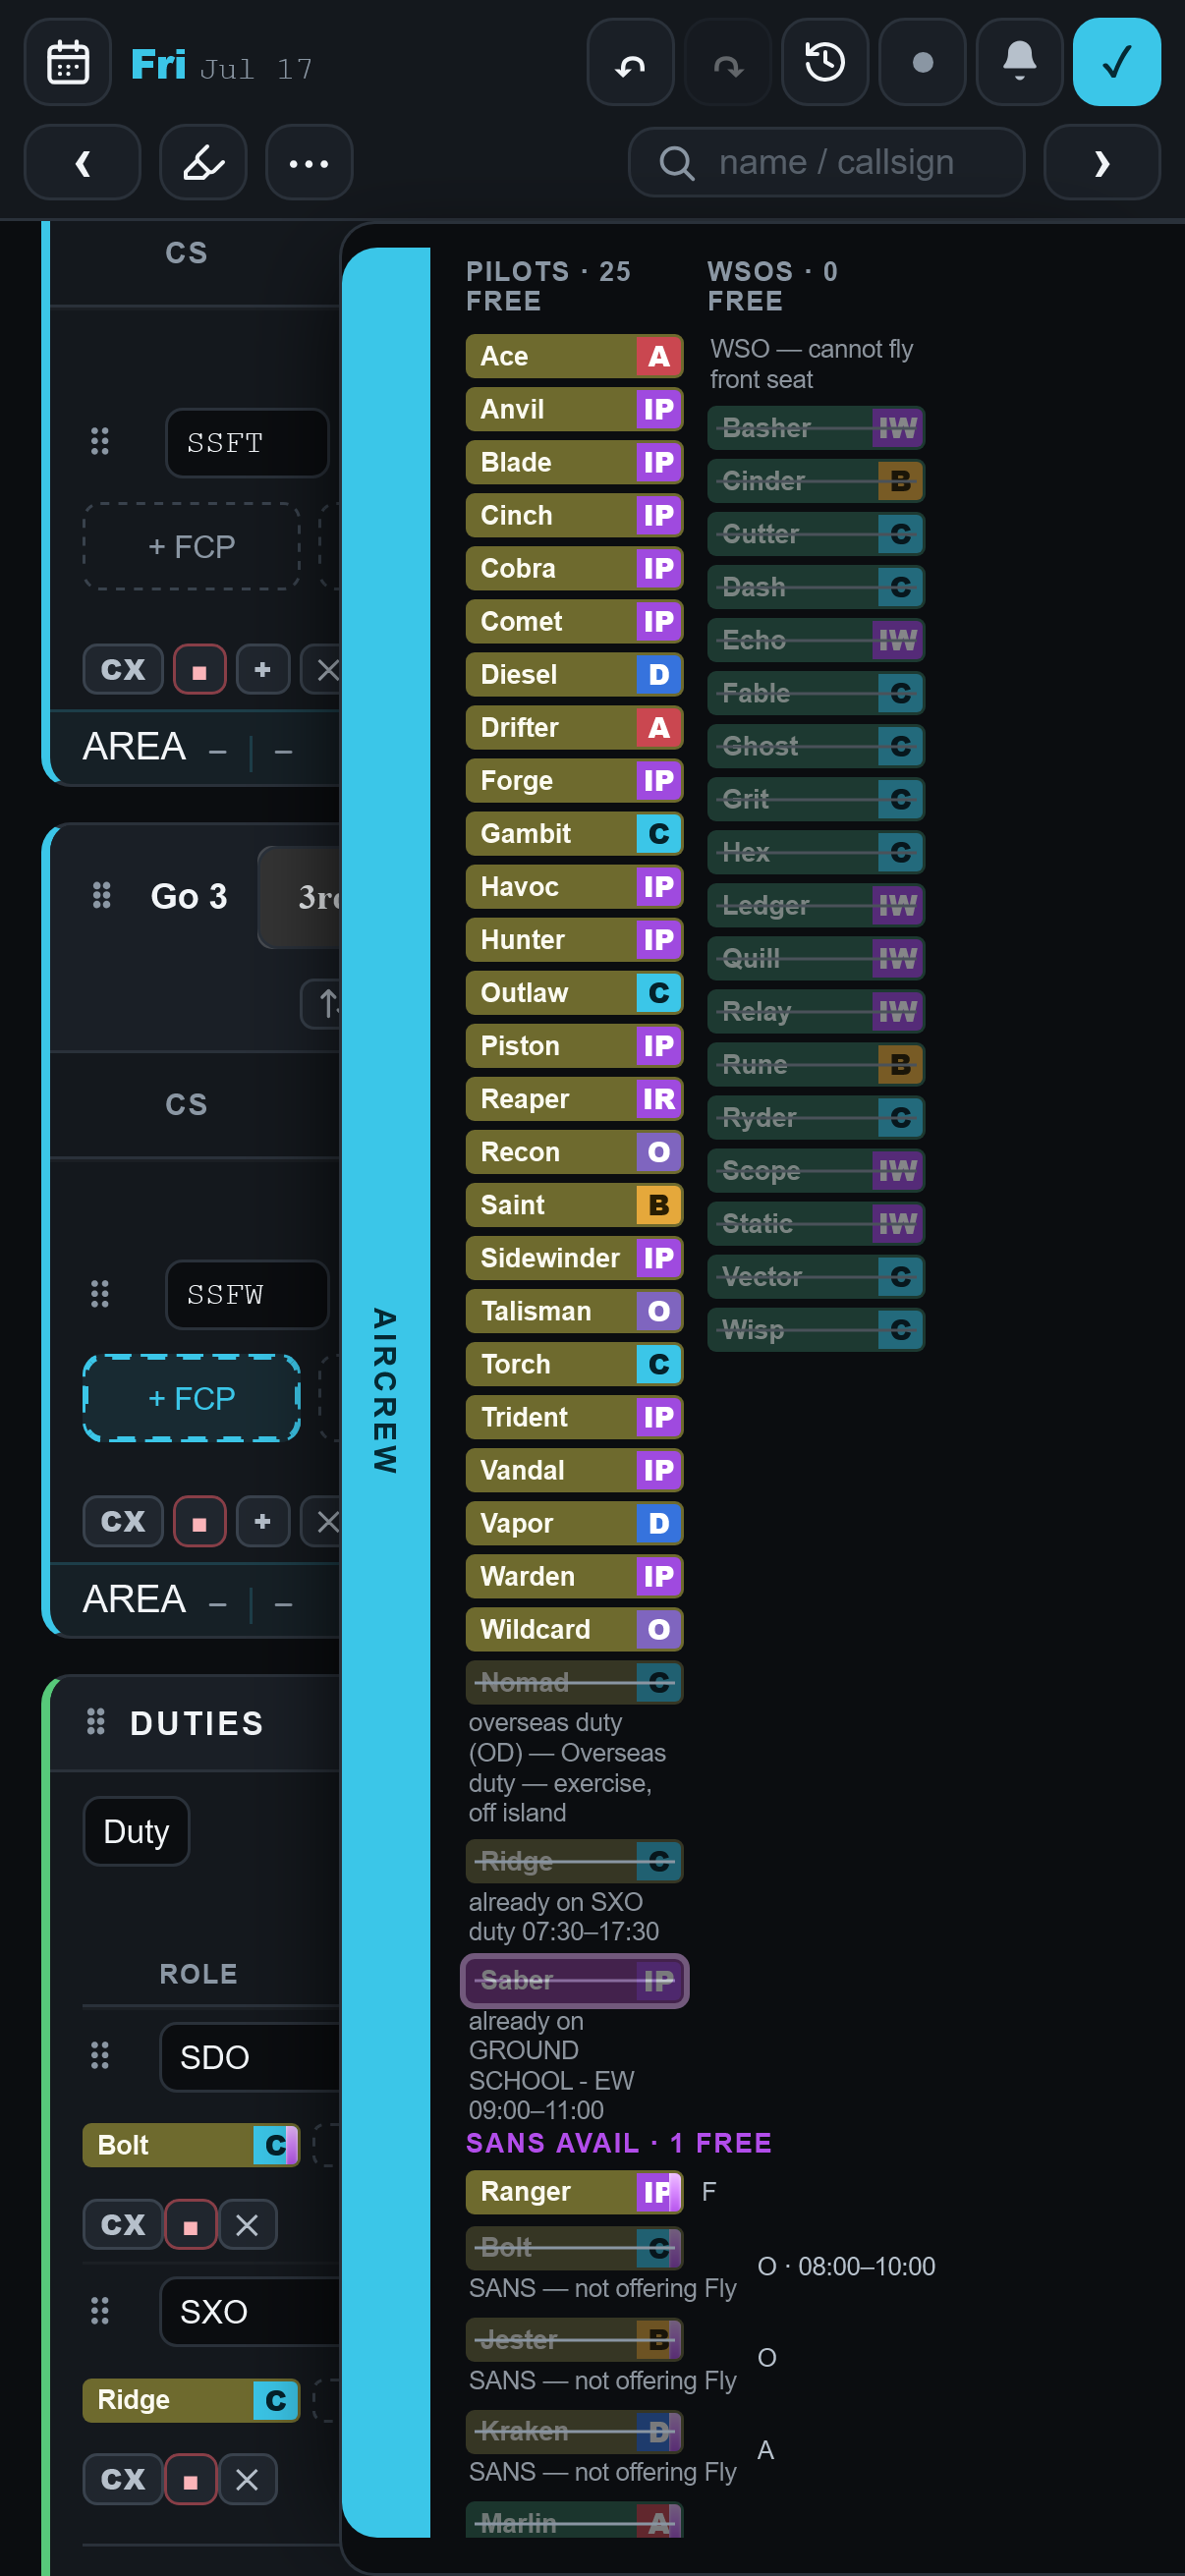 Fri Jul 17
name / callsign
CS
SSFT
+ FCP
CX +
AREA – | –
Go 3
CS
SSFW
+ FCP
CX +
AREA – | –
DUTIES
Duty
ROLE
SDO
Bolt C
CX
SXO
Ridge C
CX
AIRCREW
PILOTS · 25
FREE
Ace A
Anvil IP
Blade IP
Cinch IP
Cobra IP
Comet IP
Diesel D
Drifter A
Forge IP
Gambit C
Havoc IP
Hunter IP
Outlaw C
Piston IP
Reaper IR
Recon O
Saint B
Sidewinder IP
Talisman O
Torch C
Trident IP
Vandal IP
Vapor D
Warden IP
Wildcard O
Nomad C
overseas duty
(OD) — Overseas
duty — exercise,
off island
Ridge C
already on SXO
duty 07:30–17:30
Saber IP
already on
GROUND
SCHOOL - EW
09:00–11:00
WSOS · 0
FREE
WSO — cannot fly
front seat
Basher IW
Cinder B
Cutter C
Dash C
Echo IW
Fable C
Ghost C
Grit C
Hex C
Ledger IW
Quill IW
Relay IW
Rune B
Ryder C
Scope IW
Static IW
Vector C
Wisp C
SANS AVAIL · 1 FREE
Ranger IP F
Bolt C
SANS — not offering Fly
O · 08:00–10:00
Jester B
SANS — not offering Fly
O
Kraken D
SANS — not offering Fly
A
Marlin A